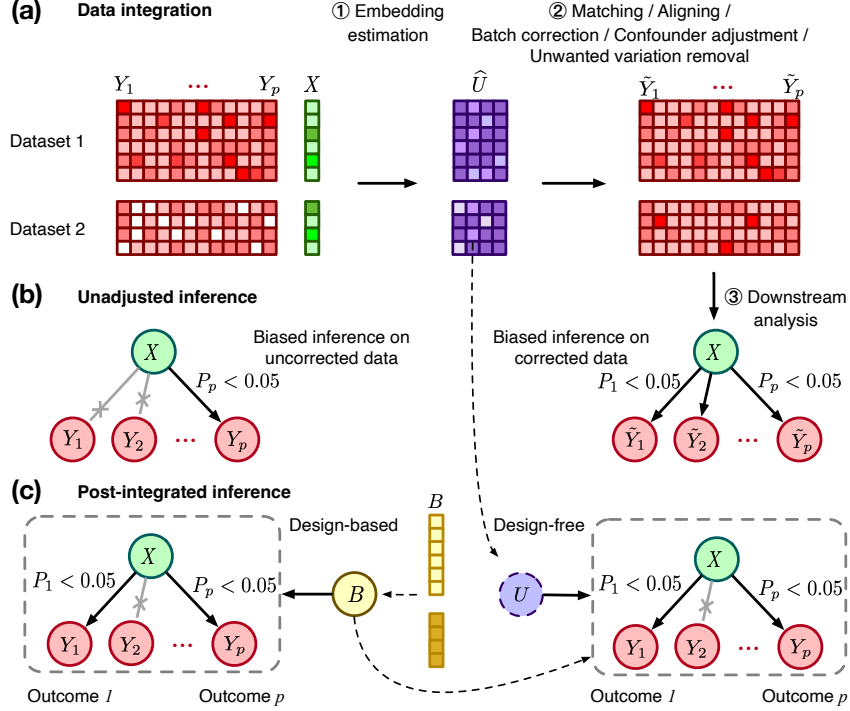 (a) Data integration
① Embedding
estimation
② Matching / Aligning /
Batch correction / Confounder adjustment /
Unwanted variation removal
Y₁ ... Yₚ X Û Ỹ₁ ... Ỹₚ
Dataset 1
Dataset 2
(b) Unadjusted inference
③ Downstream
analysis
Biased inference on
uncorrected data
Biased inference on
corrected data
X
Pₚ < 0.05
Y₁ Y₂ ... Yₚ
X
P₁ < 0.05 Pₚ < 0.05
Ỹ₁ Ỹ₂ ... Ỹₚ
(c) Post-integrated inference
Design-based
B
Design-free
X
P₁ < 0.05 Pₚ < 0.05
Y₁ Y₂ ... Yₚ
Outcome 1 Outcome p
B
U
X
P₁ < 0.05 Pₚ < 0.05
Y₁ Y₂ ... Yₚ
Outcome 1 Outcome p